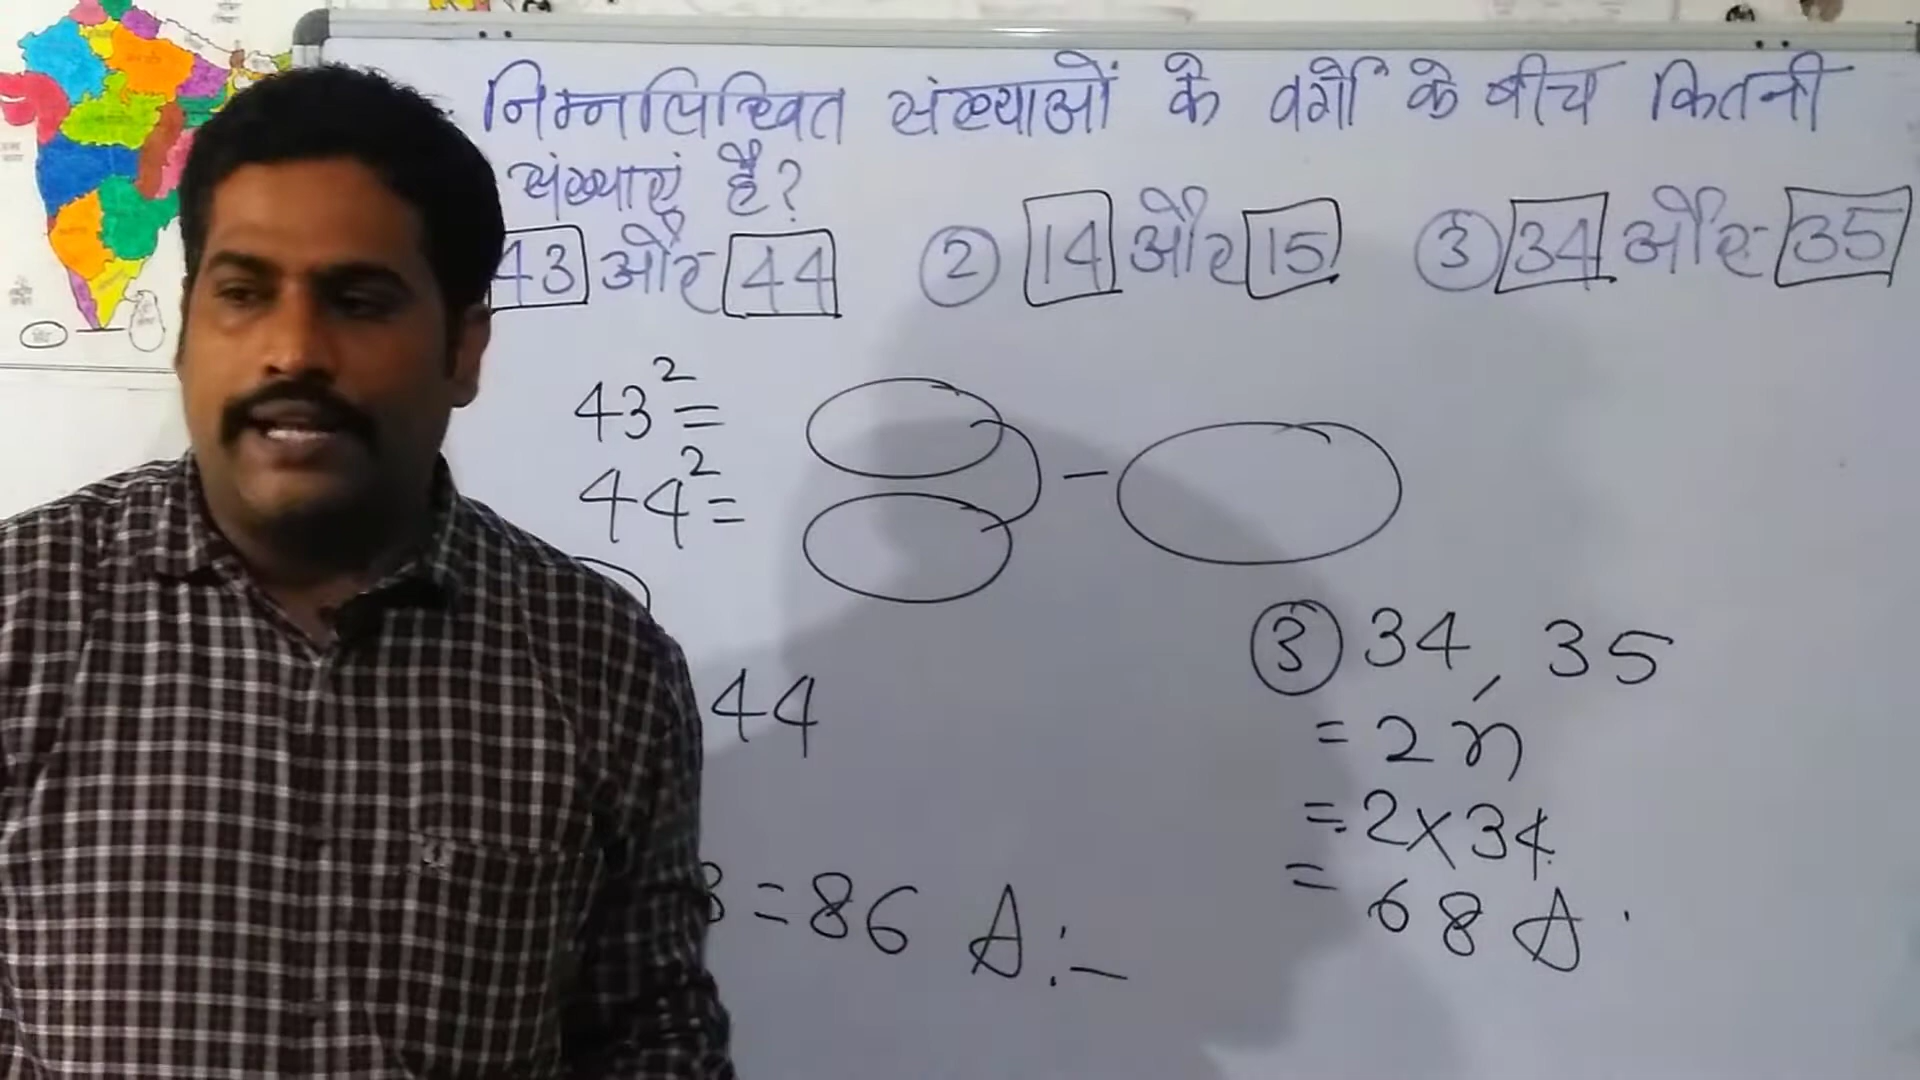 निम्नलिखित संख्याओं के वर्गों के बीच कितनी
संख्याएं है?
43 और 44 ② 14 और 15 ③ 34 और 35
43² =
44² =
-
44
3 = 86 A:-
③ 34, 35
= 2n
= 2×34
= 68 A.